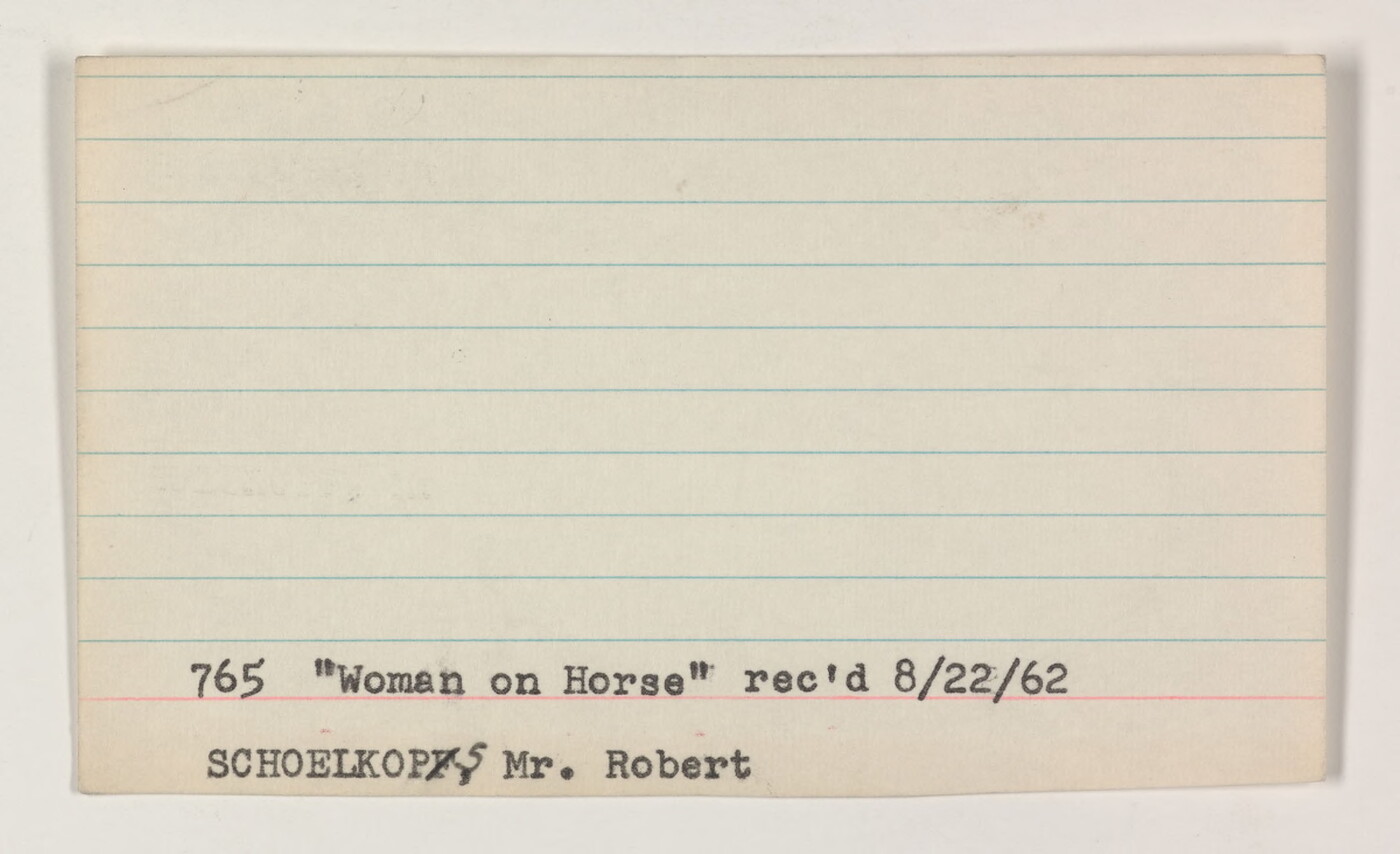 765 "Woman on Horse" rec'd 8/22/62
SCHOELKOPF, Mr. Robert